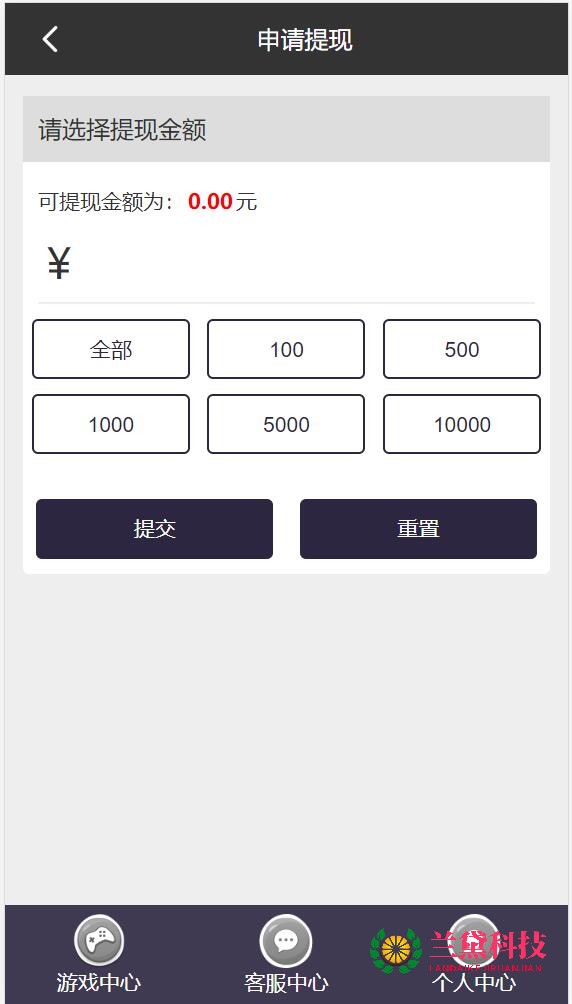 申请提现
请选择提现金额
可提现金额为： 0.00元
¥
全部 100 500
1000 5000 10000
提交 重置
兰黛科技
游戏中心 客服中心 个人中心